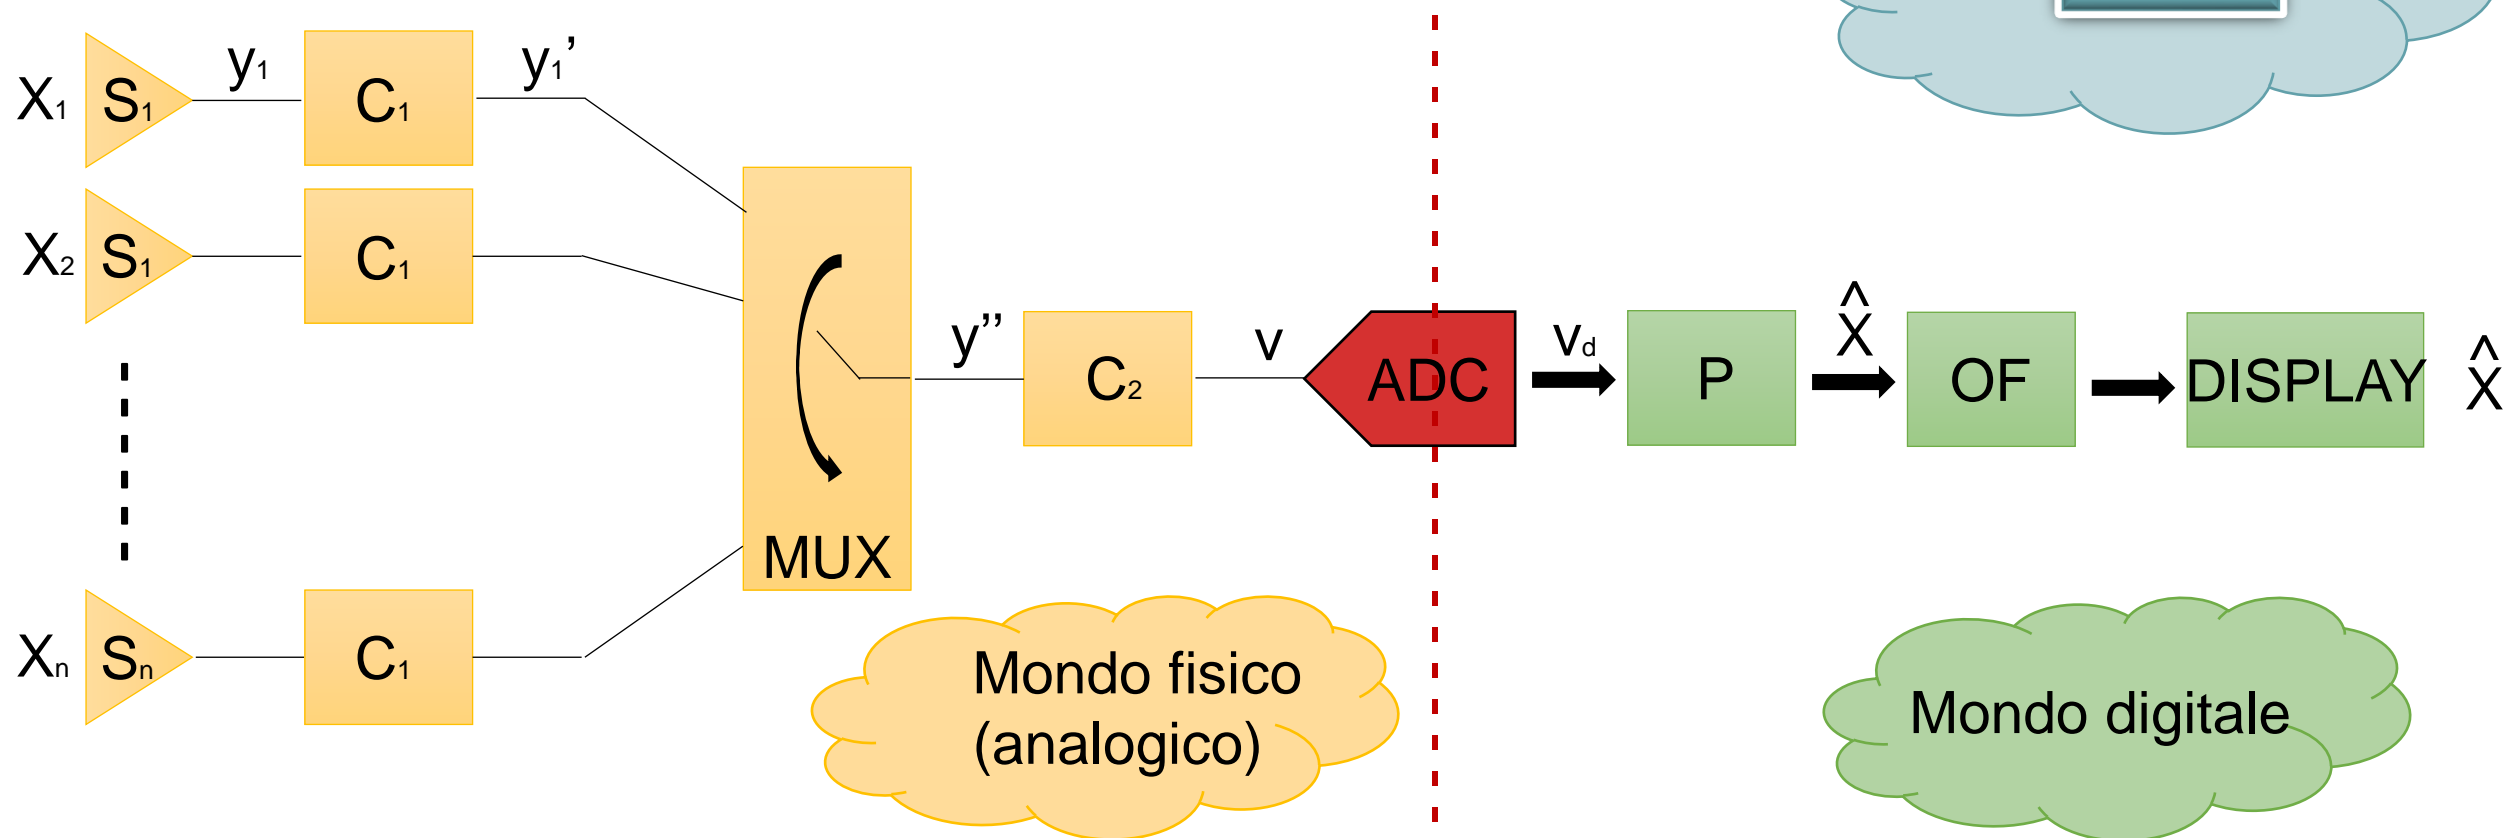 X₁ S₁ y₁ C₁ y₁’
X₂ S₁ C₁
MUX
y’’ C₂ v ADC v_d P X̂ OF DISPLAY X̂
Xₙ Sₙ C₁
Mondo fisico
(analogico)
Mondo digitale